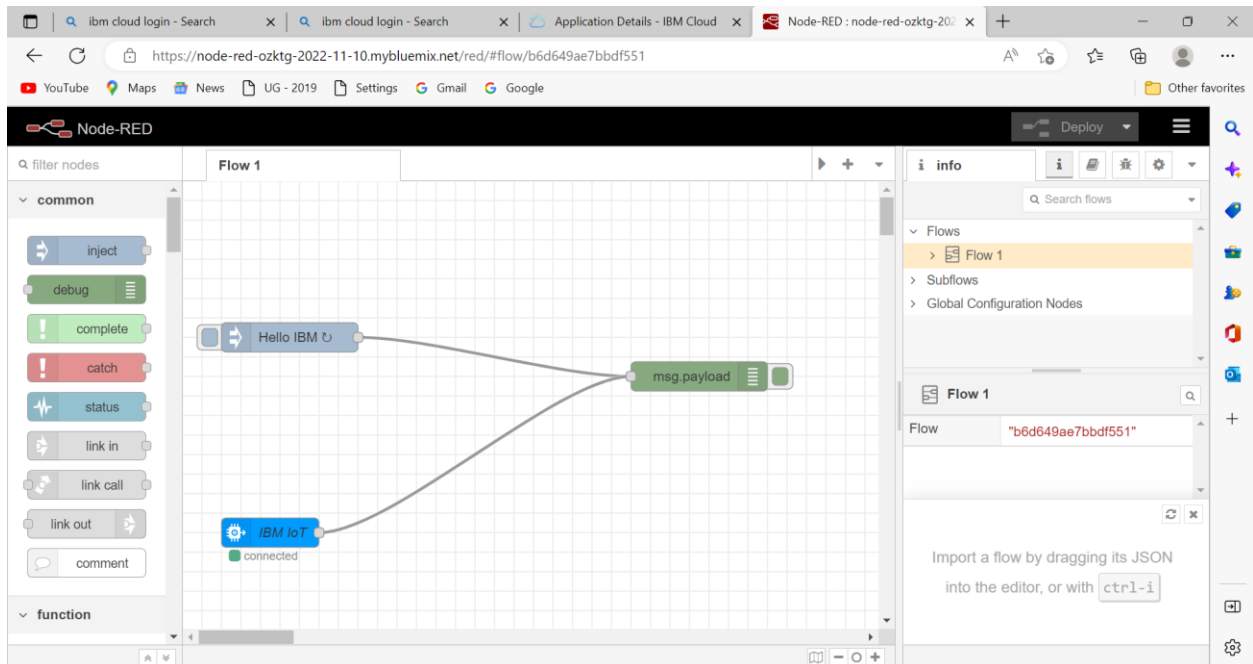 ibm cloud login - Search
ibm cloud login - Search
Application Details - IBM Cloud
Node-RED : node-red-ozktg-202
https://node-red-ozktg-2022-11-10.mybluemix.net/red/#flow/b6d649ae7bbdf551
YouTube Maps News UG - 2019 Settings Gmail Google Other favorites
Node-RED
Deploy
filter nodes
common
inject
debug
complete
catch
status
link in
link call
link out
comment
function
Flow 1
Hello IBM ↻
msg.payload
IBM IoT
connected
i info
i
Search flows
Flows
Flow 1
Subflows
Global Configuration Nodes
Flow 1
Flow "b6d649ae7bbdf551"
Import a flow by dragging its JSON
into the editor, or with ctrl-i